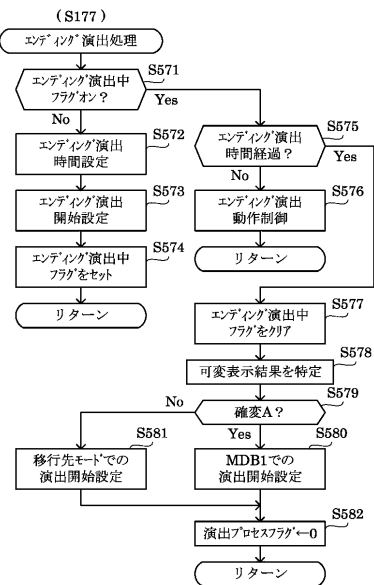 (S177)
エンディング演出処理
S571
エンディング演出中
フラグオン？
Yes
No
S572
エンディング演出
時間設定
S573
エンディング演出
開始設定
S574
エンディング演出中
フラグをセット
リターン
S575
エンディング演出
時間経過？
Yes
No
S576
エンディング演出
動作制御
リターン
S577
エンディング演出中
フラグをクリア
S578
可変表示結果を特定
S579
確変A？
No
Yes
S581
移行先モードでの
演出開始設定
S580
MDB1での
演出開始設定
S582
演出プロセスフラグ←0
リターン